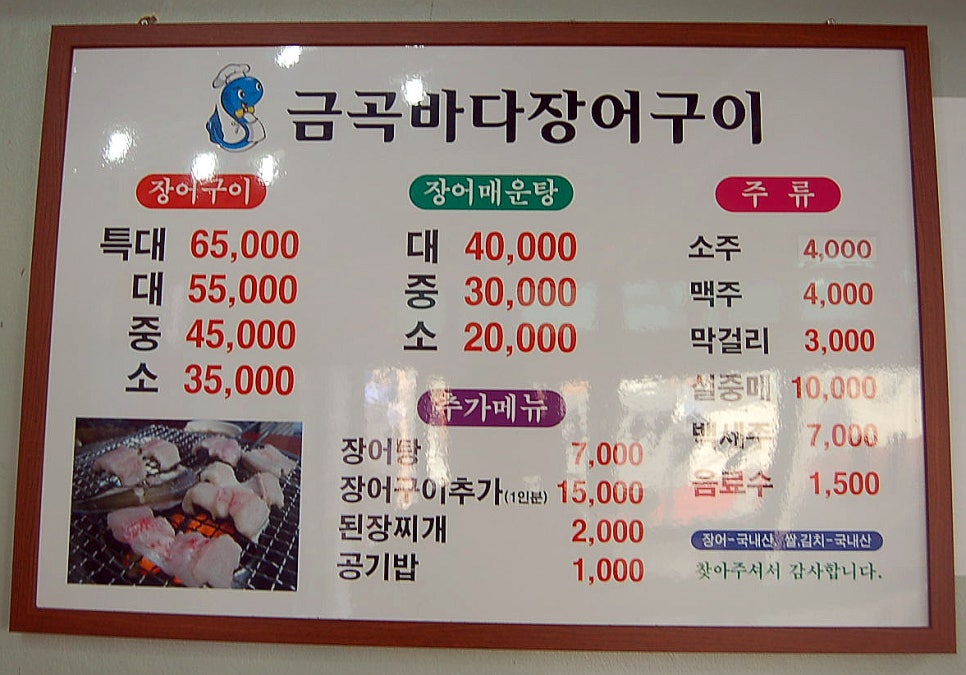 금곡바다장어구이
장어구이
특대 65,000
대 55,000
중 45,000
소 35,000
장어매운탕
대 40,000
중 30,000
소 20,000
추가메뉴
장어탕 7,000
장어구이추가(1인분) 15,000
된장찌개 2,000
공기밥 1,000
주류
소주 4,000
맥주 4,000
막걸리 3,000
설중매 10,000
백세주 7,000
음료수 1,500
장어-국내산, 쌀,김치-국내산
찾아주셔서 감사합니다.